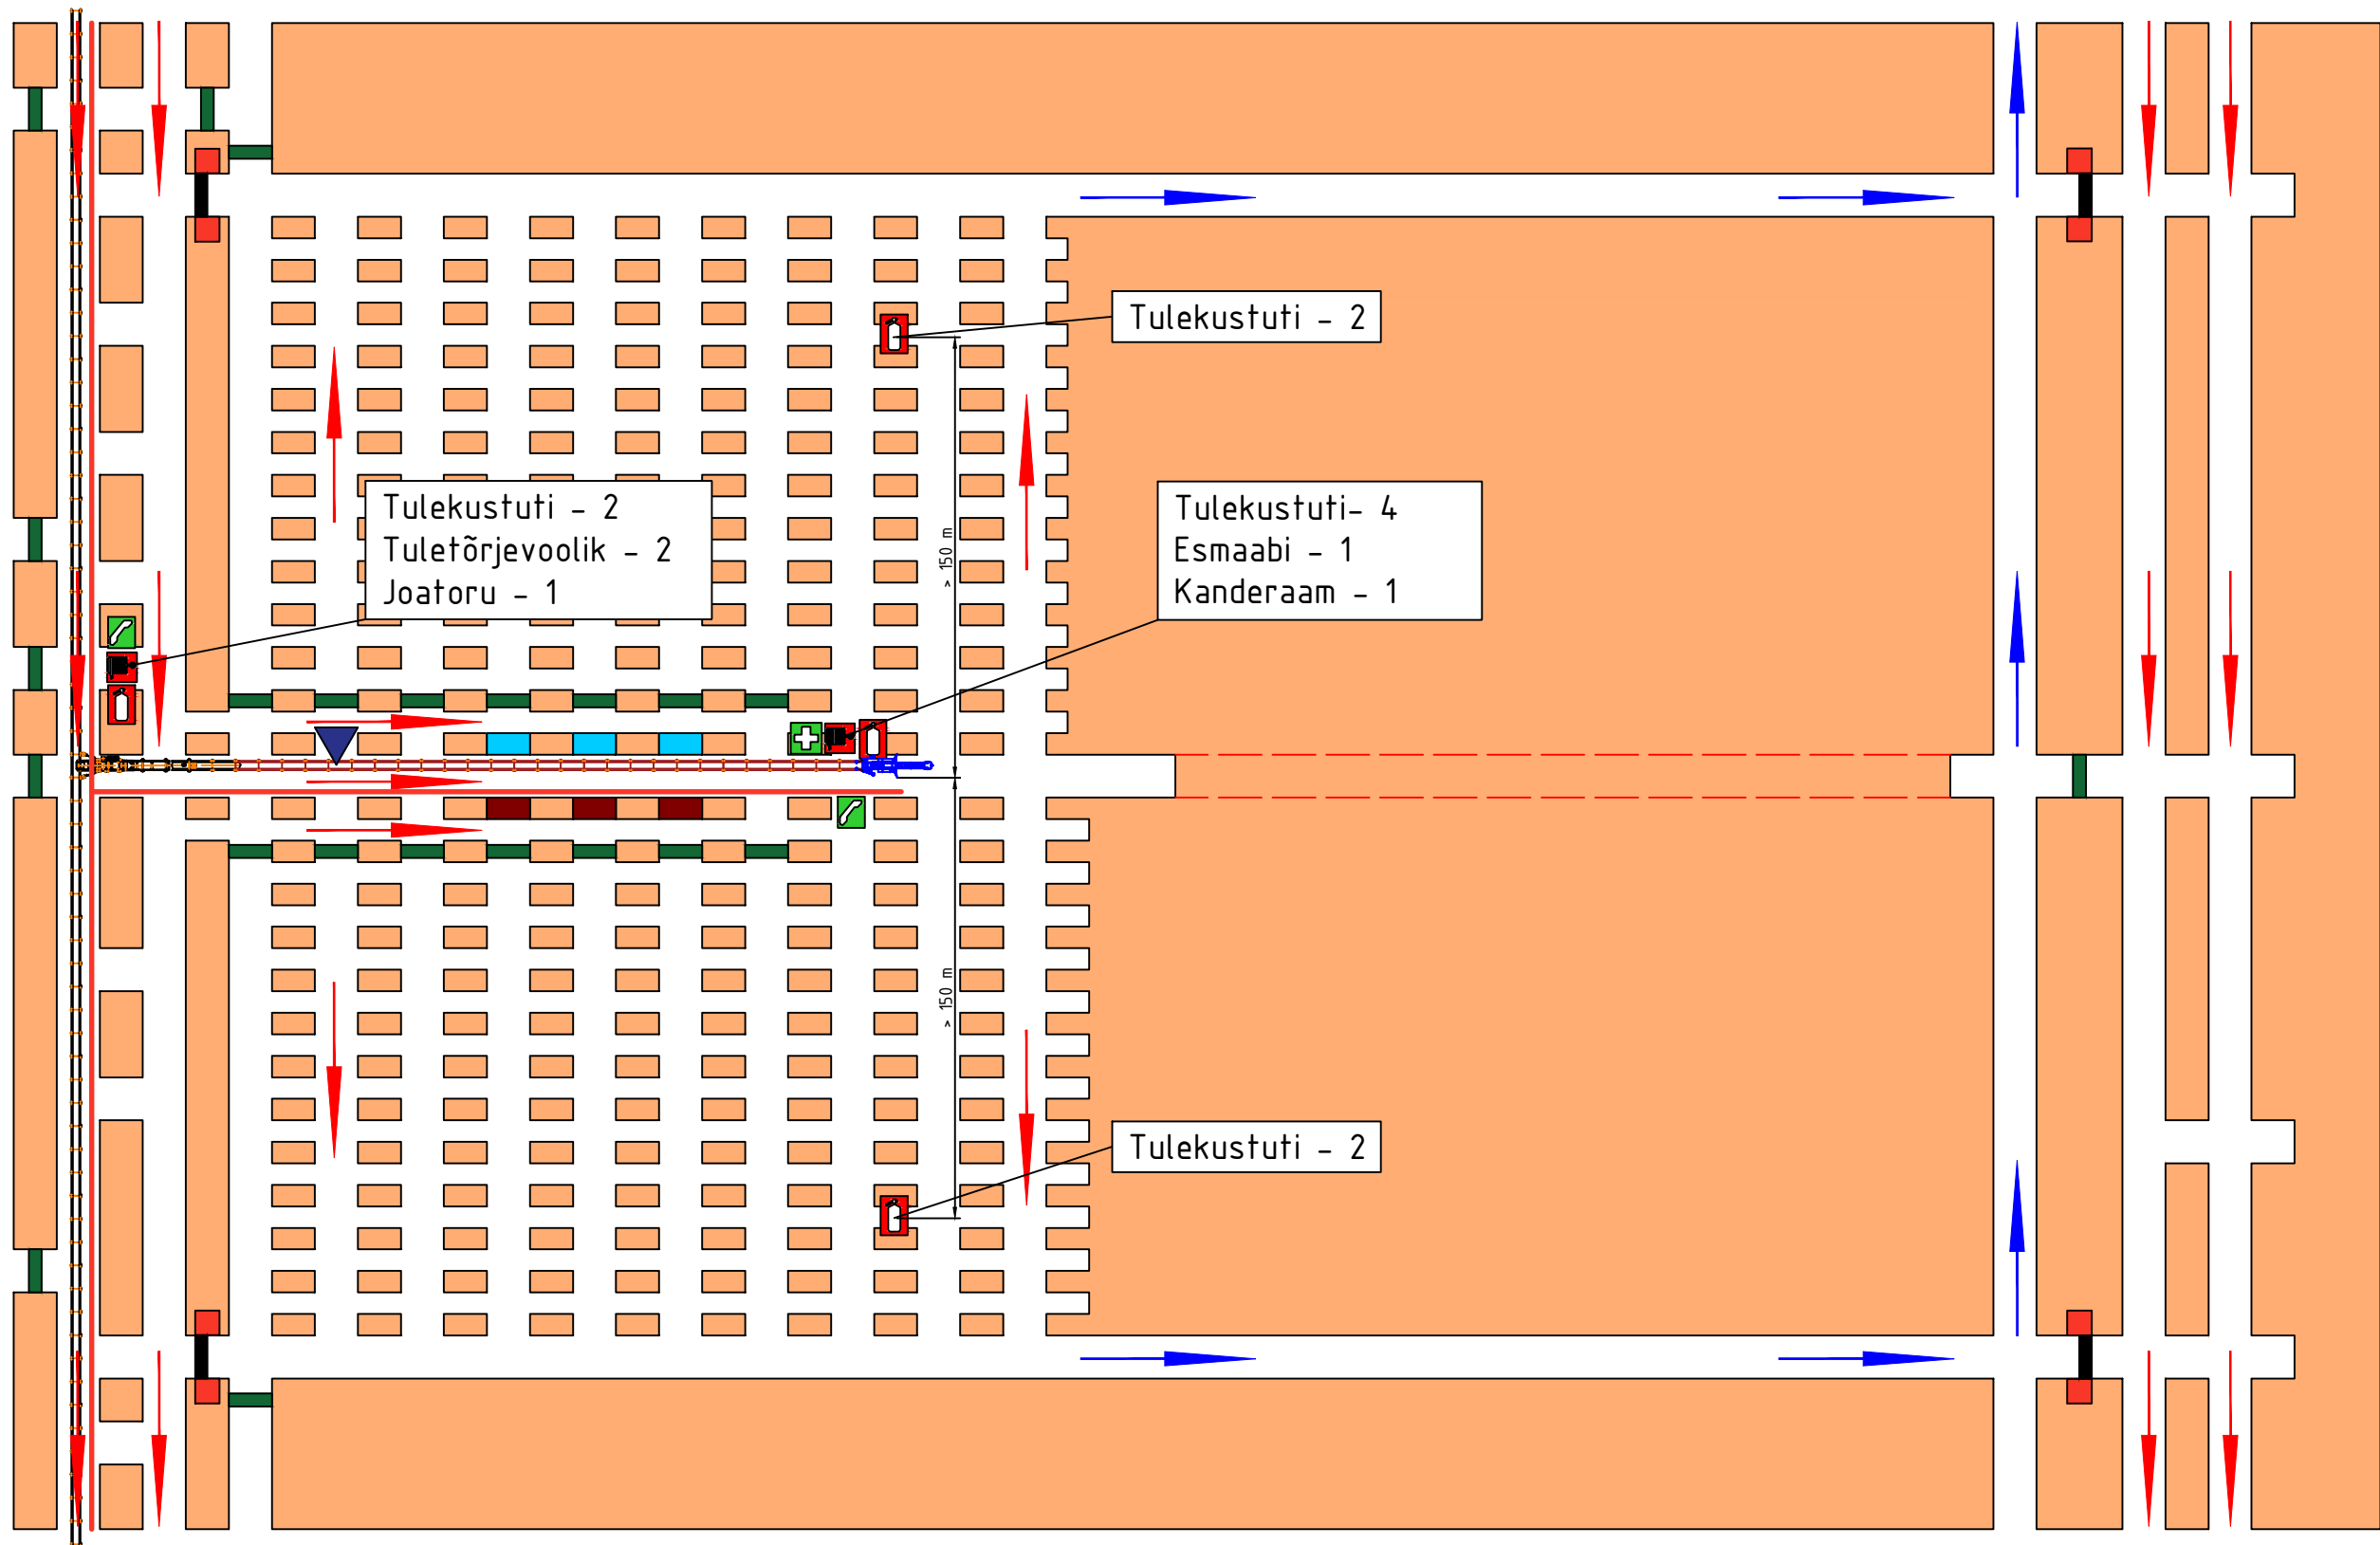 Tulekustuti - 2
Tulekustuti - 2
Tuletõrjevoolik - 2
Joatoru - 1
Tulekustuti- 4
Esmaabi - 1
Kanderaam - 1
> 150 m
> 150 m
Tulekustuti - 2